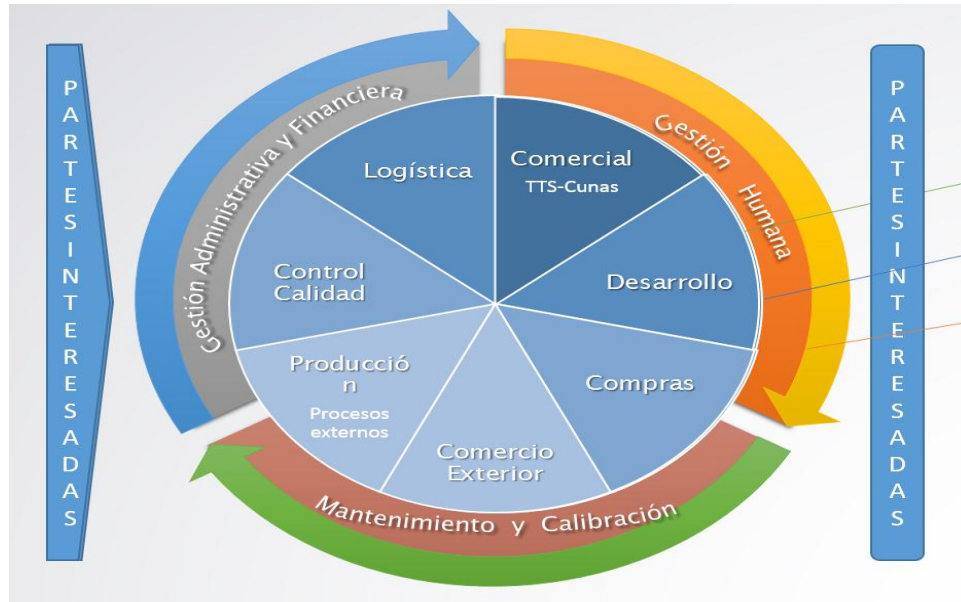 PARTES INTERESADAS
Gestión Administrativa y Financiera
Logística
Comercial
TTS-Cunas
Gestión Humana
Desarrollo
Control
Calidad
Producció
n
Procesos
externos
Compras
Comercio
Exterior
Mantenimiento y Calibración
PARTES INTERESADAS